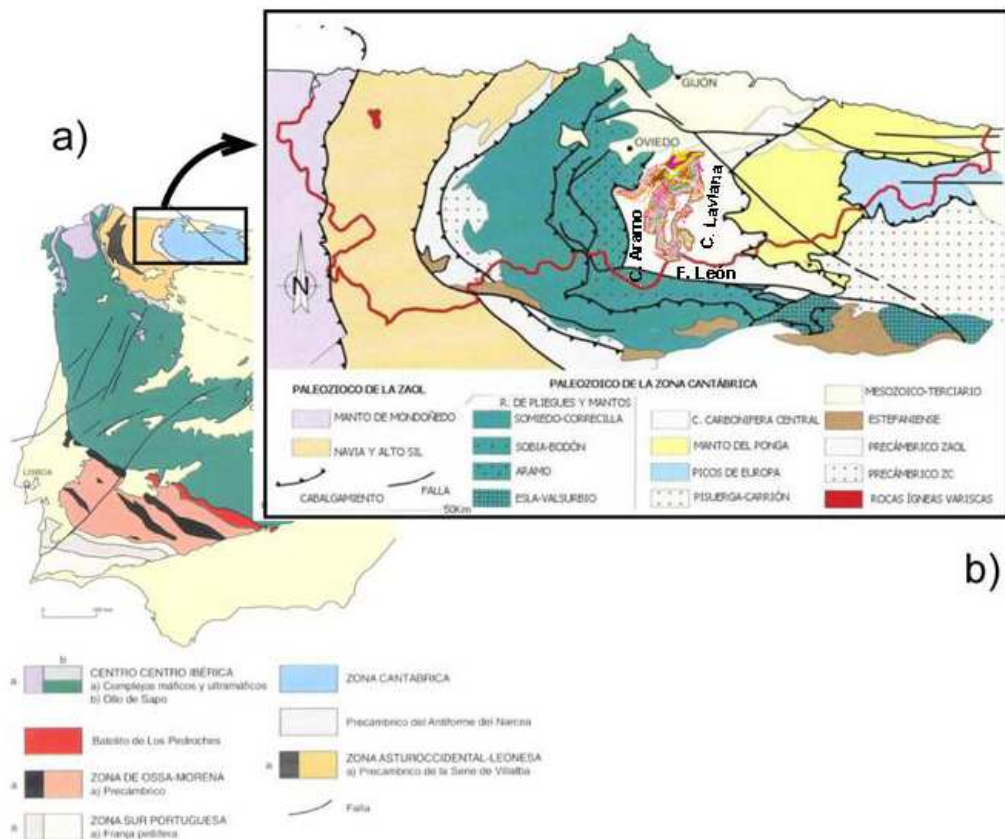 a)
GIJÓN
OVIEDO
C. Aramo
C. Laviana
F. León
N
PALEOZIOCO DE LA ZAOL
MANTO DE MONDOÑEDO
NAVIA Y ALTO SIL
CABALGAMIENTO
FALLA
50Km
PALEOZOICO DE LA ZONA CANTÁBRICA
R. DE PLIEGUES Y MANTOS
SOMIEDO-CORRECILLA
SOBIA-BODÓN
ARAMO
ESLA-VALSURBIO
C. CARBONIFERA CENTRAL
MANTO DEL PONGA
PICOS DE EUROPA
PISUERGA-CARRIÓN
MESOZOICO-TERCIARIO
ESTEFANIENSE
PRECÁMBRICO ZAOL
PRECÁMBRICO ZC
ROCAS ÍGNEAS VARISCAS
b)
LISBOA
b
a
CENTRO CENTRO IBÉRICA
a) Complejos máficos y ultramáficos
b) Ollo de Sapo
Batolito de Los Pedroches
a
ZONA DE OSSA-MORENA
a) Precámbrico
a
ZONA SUR PORTUGUESA
a) Franja pelítica
ZONA CANTÁBRICA
Precámbrico del Antiforme del Narcea
a
ZONA ASTUROCCIDENTAL-LEONESA
a) Precámbrico de la Serie de Villalba
Falla